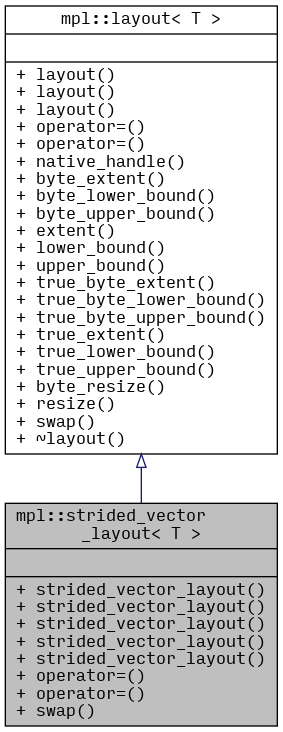 mpl::layout< T >
+ layout()
+ layout()
+ layout()
+ operator=()
+ operator=()
+ native_handle()
+ byte_extent()
+ byte_lower_bound()
+ byte_upper_bound()
+ extent()
+ lower_bound()
+ upper_bound()
+ true_byte_extent()
+ true_byte_lower_bound()
+ true_byte_upper_bound()
+ true_extent()
+ true_lower_bound()
+ true_upper_bound()
+ byte_resize()
+ resize()
+ swap()
+ ~layout()
mpl::strided_vector
_layout< T >
+ strided_vector_layout()
+ strided_vector_layout()
+ strided_vector_layout()
+ strided_vector_layout()
+ strided_vector_layout()
+ operator=()
+ operator=()
+ swap()